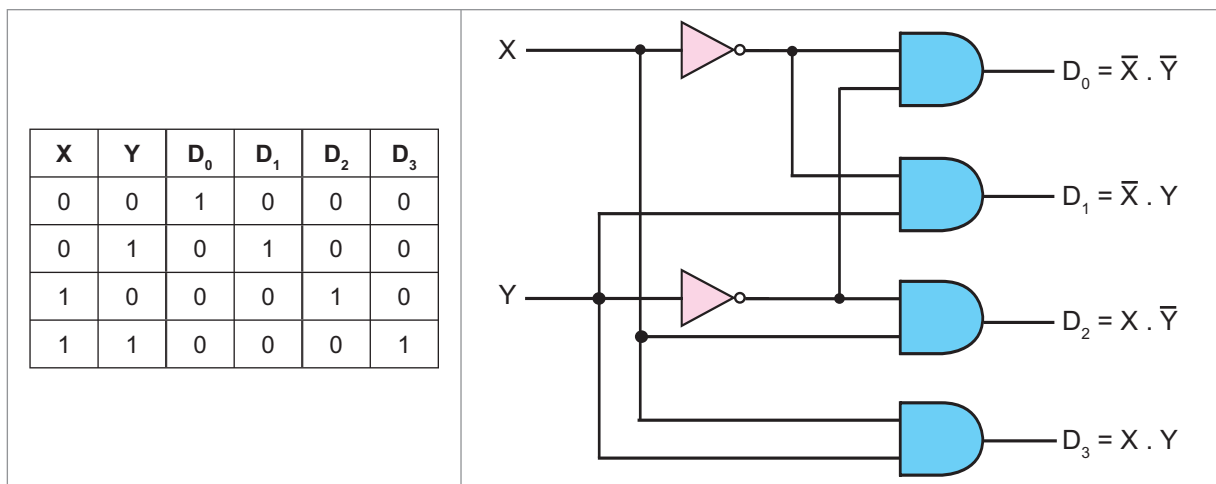 X Y D₀ D₁ D₂ D₃
0 0 1 0 0 0
0 1 0 1 0 0
1 0 0 0 1 0
1 1 0 0 0 1
X
Y
D₀ = X̅ . Y̅
D₁ = X̅ . Y
D₂ = X . Y̅
D₃ = X . Y